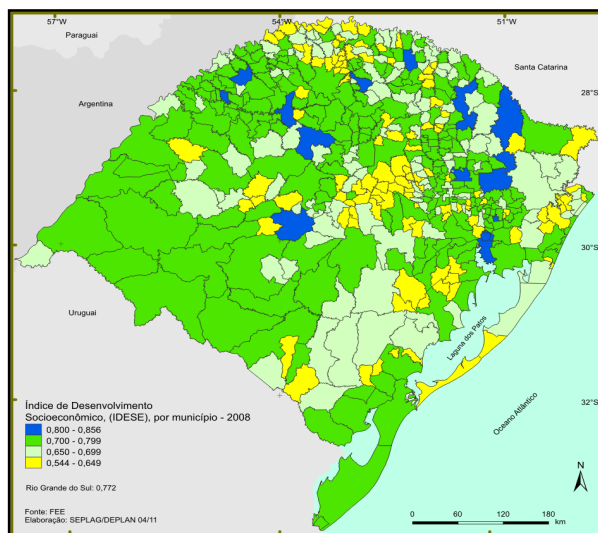 57°W
54°W
51°W
Paraguai
Santa Catarina
28°S
Argentina
30°S
Uruguai
Laguna dos Patos
Oceano Atlântico
32°S
Índice de Desenvolvimento
Socioeconômico, (IDESE), por município - 2008
0,800 - 0,856
0,700 - 0,799
0,650 - 0,699
0,544 - 0,649
Rio Grande do Sul: 0,772
Fonte: FEE
Elaboração: SEPLAG/DEPLAN 04/11
N
0 60 120 180
km